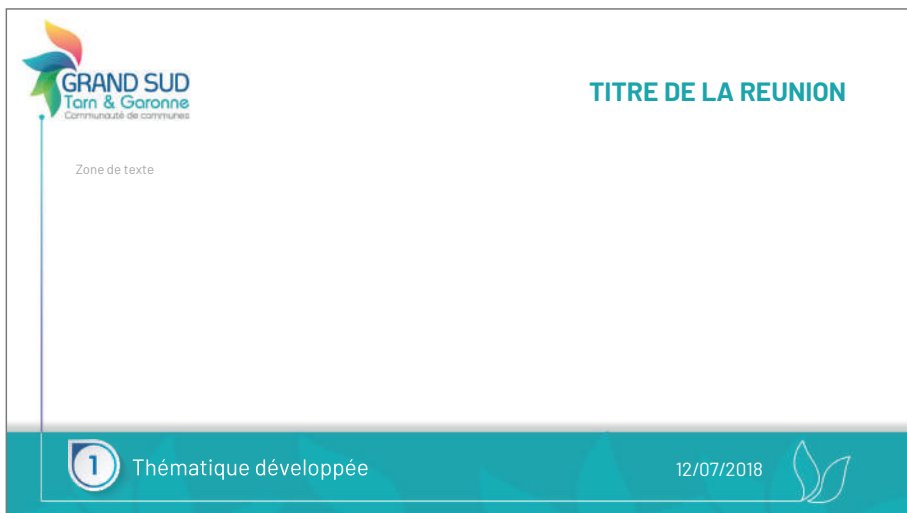 GRAND SUD
Tarn & Garonne
Communauté de communes
TITRE DE LA REUNION
Zone de texte
1 Thématique développée
12/07/2018